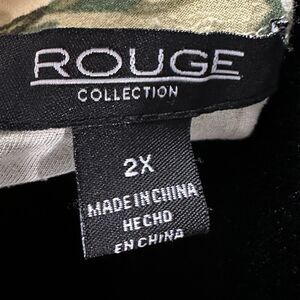 ROUGE
COLLECTION
2X
MADE IN CHINA
HECHO
EN CHINA